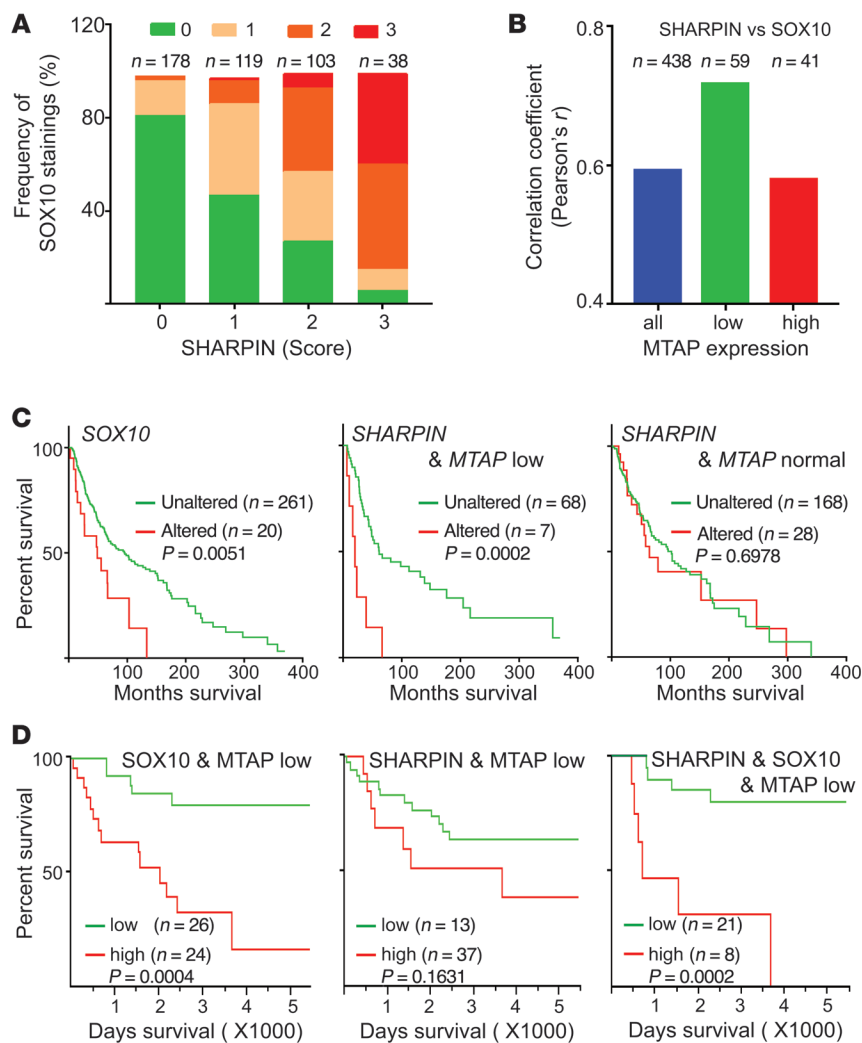 A
120
0 1 2 3
n = 178 n = 119 n = 103 n = 38
80
40
Frequency of
SOX10 stainings (%)
0 1 2 3
SHARPIN (Score)
B
0.8
SHARPIN vs SOX10
n = 438 n = 59 n = 41
0.6
0.4
Correlation coefficient
(Pearson's r)
all low high
MTAP expression
C
100
50
Percent survival
SOX10
Unaltered (n = 261)
Altered (n = 20)
P = 0.0051
100 200 300 400
Months survival
SHARPIN
& MTAP low
Unaltered (n = 68)
Altered (n = 7)
P = 0.0002
100 200 300 400
Months survival
SHARPIN
& MTAP normal
Unaltered (n = 168)
Altered (n = 28)
P = 0.6978
100 200 300 400
Months survival
D
100
50
Percent survival
SOX10 & MTAP low
low (n = 26)
high (n = 24)
P = 0.0004
1 2 3 4 5
Days survival ( X1000)
SHARPIN & MTAP low
low (n = 13)
high (n = 37)
P = 0.1631
1 2 3 4 5
Days survival ( X1000)
SHARPIN & SOX10
& MTAP low
low (n = 21)
high (n = 8)
P = 0.0002
1 2 3 4 5
Days survival ( X1000)